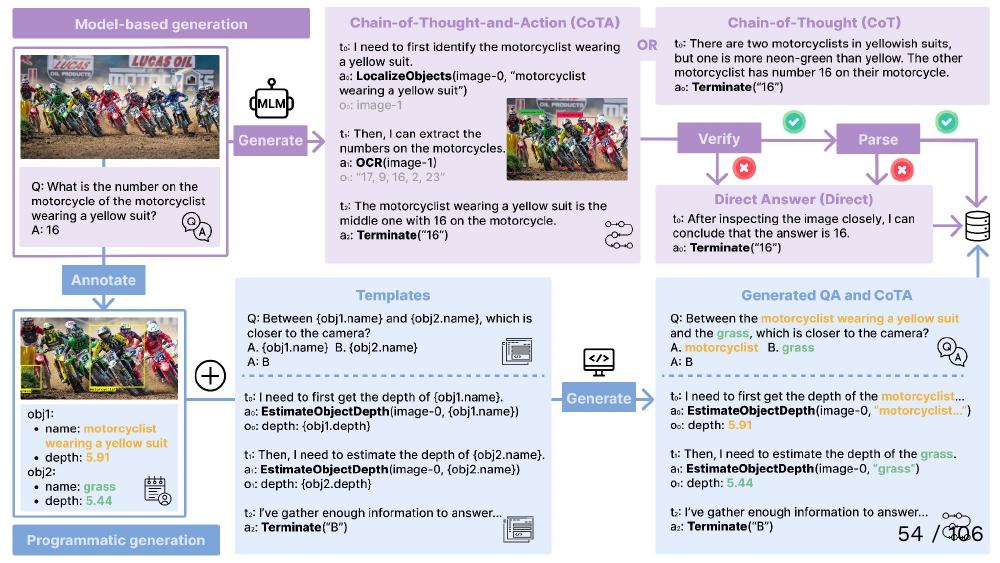 Model-based generation
LUCAS
OIL PRODUCTS
LUCAS OIL
Q: What is the number on the
motorcycle of the motorcyclist
wearing a yellow suit?
A: 16
Q A
MLM
Generate
Chain-of-Thought-and-Action (CoTA)
t₀: I need to first identify the motorcyclist wearing
a yellow suit.
a₀: LocalizeObjects(image-0, “motorcyclist
wearing a yellow suit”)
o₀: image-1
t₁: Then, I can extract the
numbers on the motorcycles.
a₁: OCR(image-1)
o₁: “17, 9, 16, 2, 23”
OIL PRODUCTS
t₂: The motorcyclist wearing a yellow suit is the
middle one with 16 on the motorcycle.
a₂: Terminate(“16”)
OR
Chain-of-Thought (CoT)
t₀: There are two motorcyclists in yellowish suits,
but one is more neon-green than yellow. The other
motorcyclist has number 16 on their motorcycle.
a₀: Terminate(“16”)
Verify
Parse
Direct Answer (Direct)
t₀: After inspecting the image closely, I can
conclude that the answer is 16.
a₀: Terminate(“16”)
Annotate
obj1:
• name: motorcyclist
wearing a yellow suit
• depth: 5.91
obj2:
• name: grass
• depth: 5.44
Programmatic generation
Templates
Q: Between {obj1.name} and {obj2.name}, which is
closer to the camera?
A. {obj1.name} B. {obj2.name}
A: B
t₀: I need to first get the depth of {obj1.name}.
a₀: EstimateObjectDepth(image-0, {obj1.name})
o₀: depth: {obj1.depth}
t₁: Then, I need to estimate the depth of {obj2.name}.
a₁: EstimateObjectDepth(image-0, {obj2.name})
o₁: depth: {obj2.depth}
t₂: I’ve gather enough information to answer...
a₂: Terminate(“B”)
Generate
Generated QA and CoTA
Q: Between the motorcyclist wearing a yellow suit
and the grass, which is closer to the camera?
A. motorcyclist B. grass
A: B
Q A
t₀: I need to first get the depth of the motorcyclist...
a₀: EstimateObjectDepth(image-0, “motorcyclist...”)
o₀: depth: 5.91
t₁: Then, I need to estimate the depth of the grass.
a₁: EstimateObjectDepth(image-0, “grass”)
o₁: depth: 5.44
t₂: I’ve gather enough information to answer...
a₂: Terminate(“B”)
54 / 106